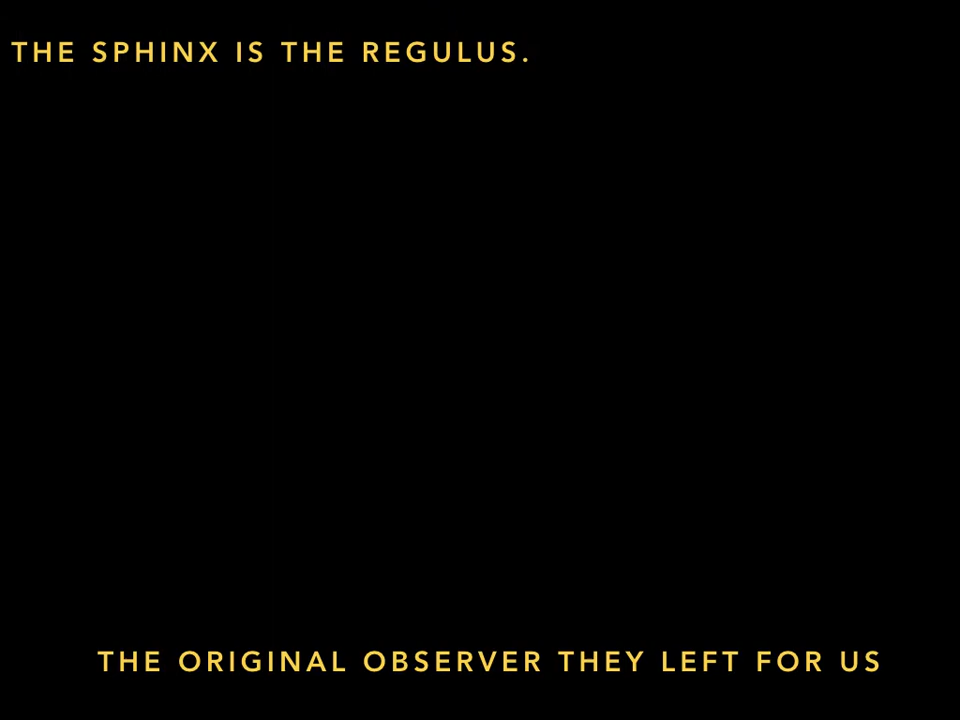 THE SPHINX IS THE REGULUS.
THE ORIGINAL OBSERVER THEY LEFT FOR US